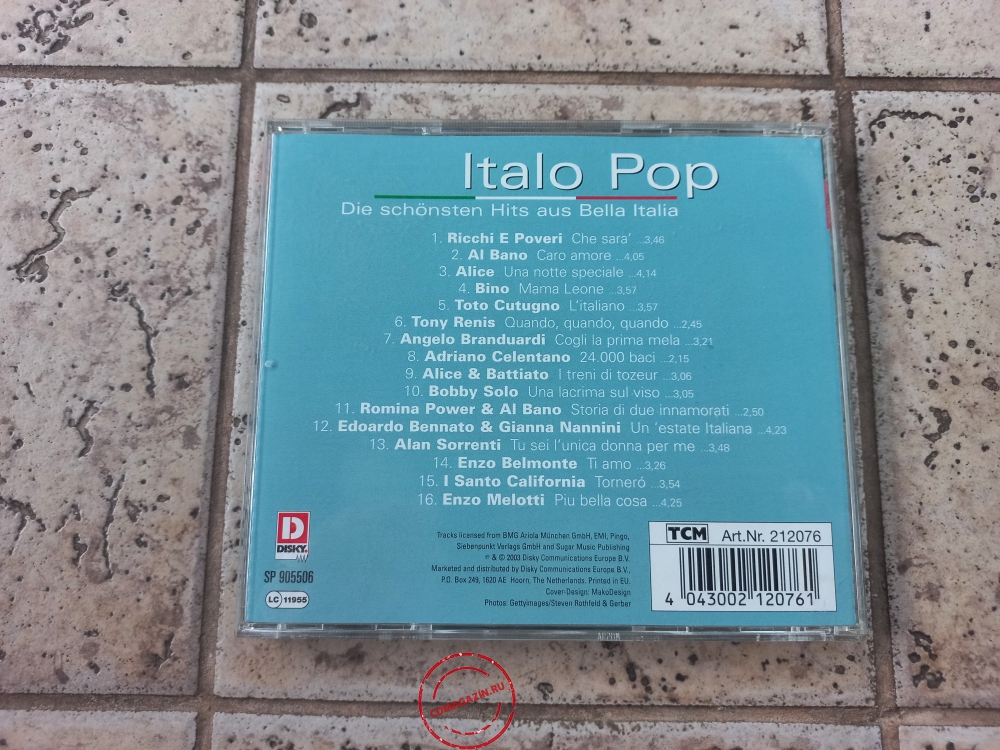 Italo Pop
Die schönsten Hits aus Bella Italia
1. Ricchi E Poveri Che sara' ...3,46
2. Al Bano Caro amore ...4,05
3. Alice Una notte speciale ...4,14
4. Bino Mama Leone ...3,57
5. Toto Cutugno L'italiano ...3,57
6. Tony Renis Quando, quando, quando ...2,45
7. Angelo Branduardi Cogli la prima mela ...3,21
8. Adriano Celentano 24.000 baci ...2,15
9. Alice & Battiato I treni di tozeur ...3,06
10. Bobby Solo Una lacrima sul viso ...3,05
11. Romina Power & Al Bano Storia di due innamorati ...2,50
12. Edoardo Bennato & Gianna Nannini Un 'estate Italiana ...4,23
13. Alan Sorrenti Tu sei l'unica donna per me ...3,48
14. Enzo Belmonte Ti amo ...3,26
15. I Santo California Torneró ...3,54
16. Enzo Melotti Piu bella cosa ...4,25
D
DISKY.
SP 905506
LC 11955
Tracks licensed from BMG Ariola München GmbH, EMI, Pingo,
Siebenpunkt Verlags GmbH and Sugar Music Publishing
℗ & © 2003 Disky Communications Europe B.V.
Marketed and distributed by Disky Communications Europe B.V.,
P.O. Box 249, 1620 AE Hoorn, The Netherlands. Printed in EU.
Cover-Design: MakoDesign
Photos: Gettyimages/Steven Rothfeld & Gerber
TCM Art.Nr. 212076
4 043002 120761
CDMAGAZIN.RU